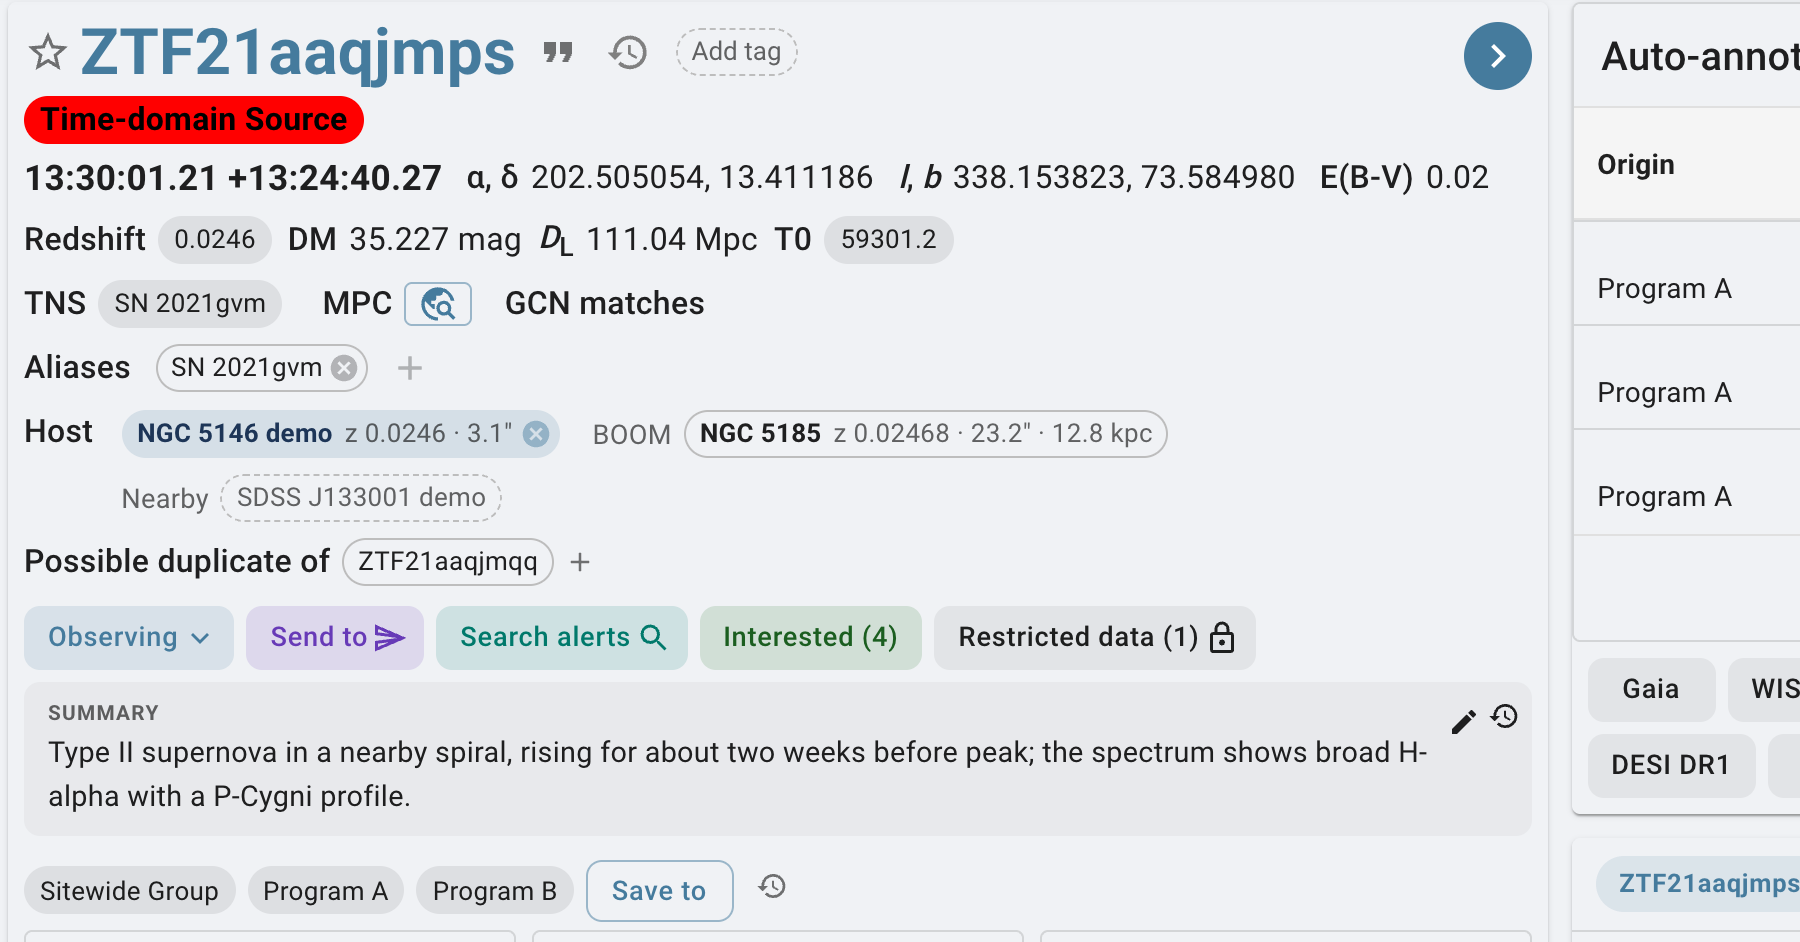 ZTF21aaqjmps Add tag
Time-domain Source
13:30:01.21 +13:24:40.27 α, δ 202.505054, 13.411186 l, b 338.153823, 73.584980 E(B-V) 0.02
Redshift 0.0246 DM 35.227 mag DL 111.04 Mpc T0 59301.2
TNS SN 2021gvm MPC GCN matches
Aliases SN 2021gvm +
Host NGC 5146 demo z 0.0246 · 3.1" BOOM NGC 5185 z 0.02468 · 23.2" · 12.8 kpc
Nearby SDSS J133001 demo
Possible duplicate of ZTF21aaqjmqq +
Observing Send to Search alerts Interested (4) Restricted data (1)
SUMMARY
Type II supernova in a nearby spiral, rising for about two weeks before peak; the spectrum shows broad H-
alpha with a P-Cygni profile.
Sitewide Group Program A Program B Save to
Auto-annot
Origin
Program A
Program A
Program A
Gaia WIS
DESI DR1
ZTF21aaqjmps